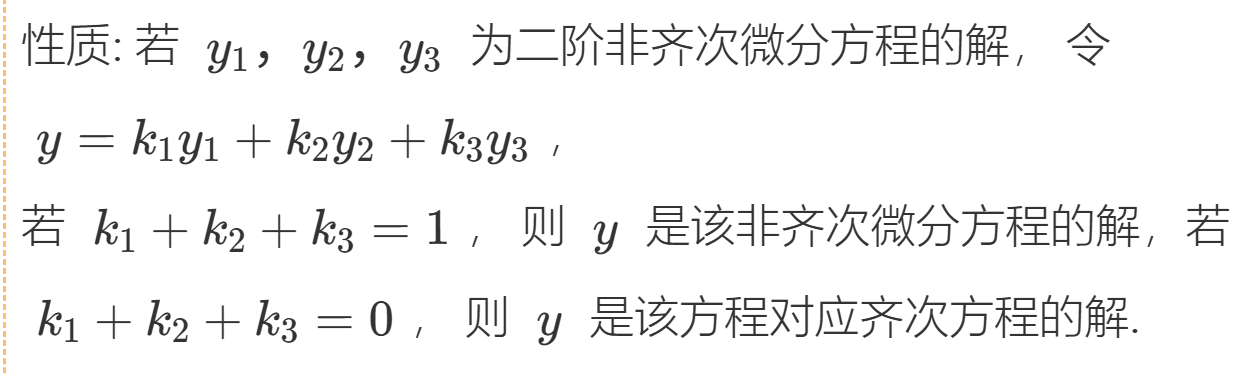 性质: 若 y₁，y₂，y₃ 为二阶非齐次微分方程的解，令
y = k₁y₁ + k₂y₂ + k₃y₃ ，
若 k₁ + k₂ + k₃ = 1 ，则 y 是该非齐次微分方程的解，若
k₁ + k₂ + k₃ = 0 ，则 y 是该方程对应齐次方程的解.